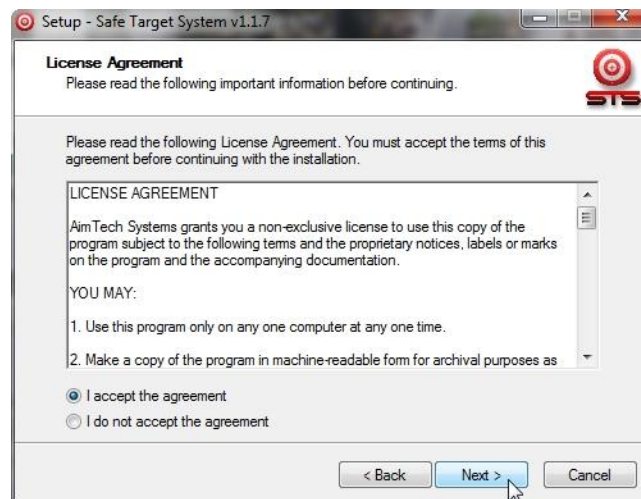 Setup - Safe Target System v1.1.7
License Agreement
Please read the following important information before continuing.
STS
Please read the following License Agreement. You must accept the terms of this
agreement before continuing with the installation.
LICENSE AGREEMENT
AimTech Systems grants you a non-exclusive license to use this copy of the
program subject to the following terms and the proprietary notices, labels or marks
on the program and the accompanying documentation.
YOU MAY:
1. Use this program only on any one computer at any one time.
2. Make a copy of the program in machine-readable form for archival purposes as
I accept the agreement
I do not accept the agreement
< Back
Next >
Cancel